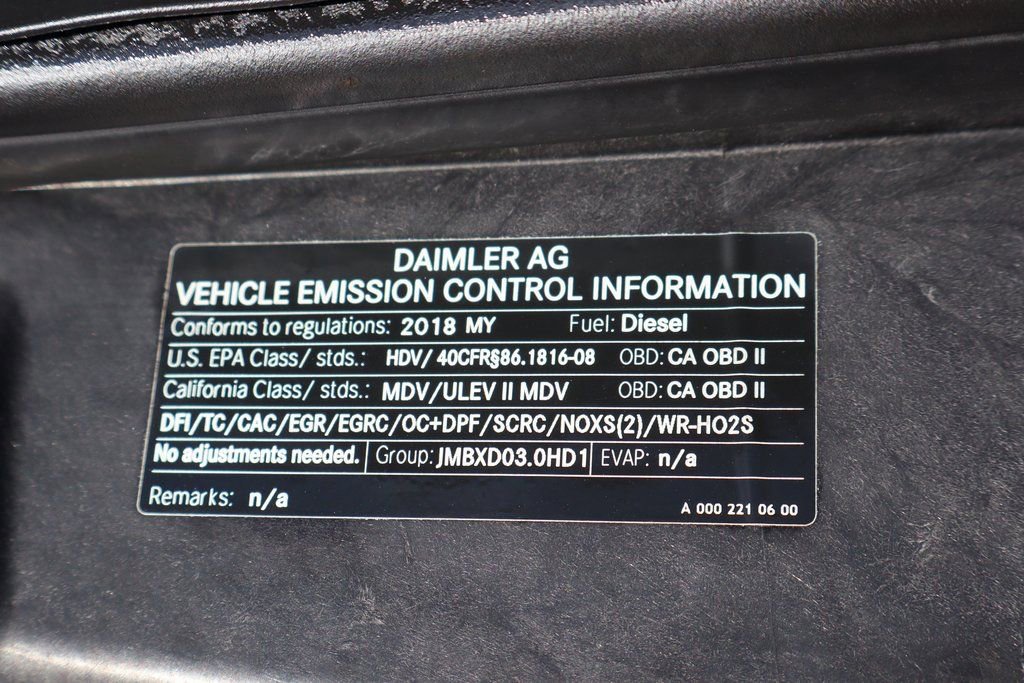 DAIMLER AG
VEHICLE EMISSION CONTROL INFORMATION
Conforms to regulations: 2018 MY Fuel: Diesel
U.S. EPA Class/ stds.: HDV/ 40CFR§86.1816-08 OBD: CA OBD II
California Class/ stds.: MDV/ULEV II MDV OBD: CA OBD II
DFI/TC/CAC/EGR/EGRC/OC+DPF/SCRC/NOXS(2)/WR-HO2S
No adjustments needed. Group: JMBXD03.0HD1 EVAP: n/a
Remarks: n/a
A 000 221 06 00